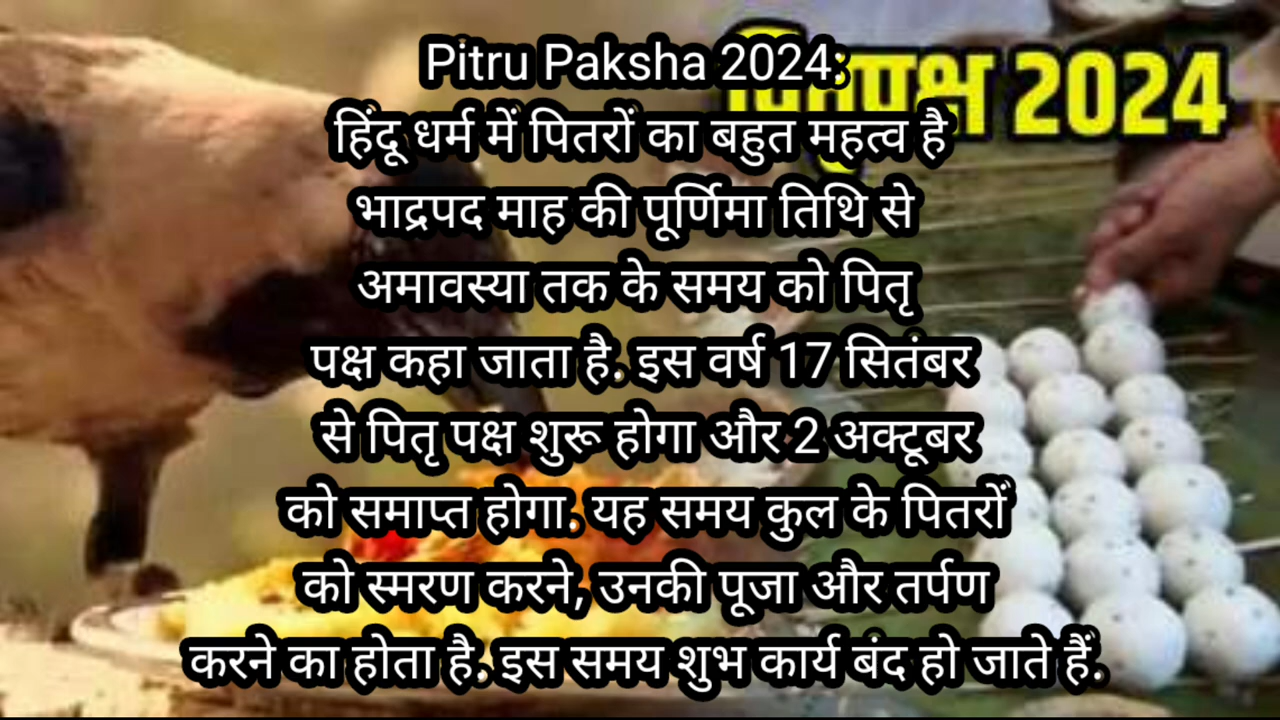 Pitru Paksha 2024:
हिंदू धर्म में पितरों का बहुत महत्व है
भाद्रपद माह की पूर्णिमा तिथि से
अमावस्या तक के समय को पितृ
पक्ष कहा जाता है. इस वर्ष 17 सितंबर
से पितृ पक्ष शुरू होगा और 2 अक्टूबर
को समाप्त होगा. यह समय कुल के पितरों
को स्मरण करने, उनकी पूजा और तर्पण
करने का होता है. इस समय शुभ कार्य बंद हो जाते हैं.
2024